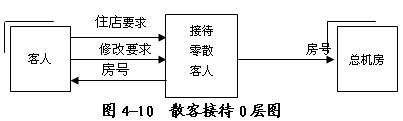 住店要求
修改要求
房号
客人
接待
零散
客人
房号
总机房
图 4-10 散客接待 0 层图